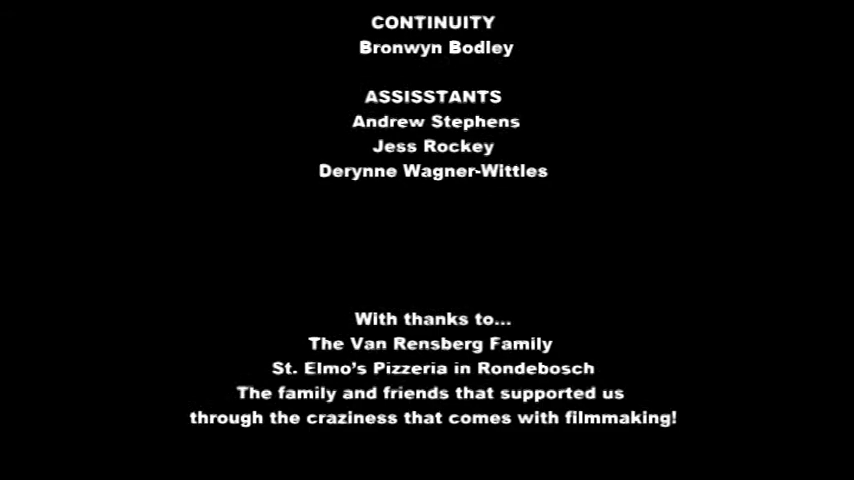 CONTINUITY
Bronwyn Bodley
ASSISSTANTS
Andrew Stephens
Jess Rockey
Derynne Wagner-Wittles
With thanks to...
The Van Rensberg Family
St. Elmo's Pizzeria in Rondebosch
The family and friends that supported us
through the craziness that comes with filmmaking!